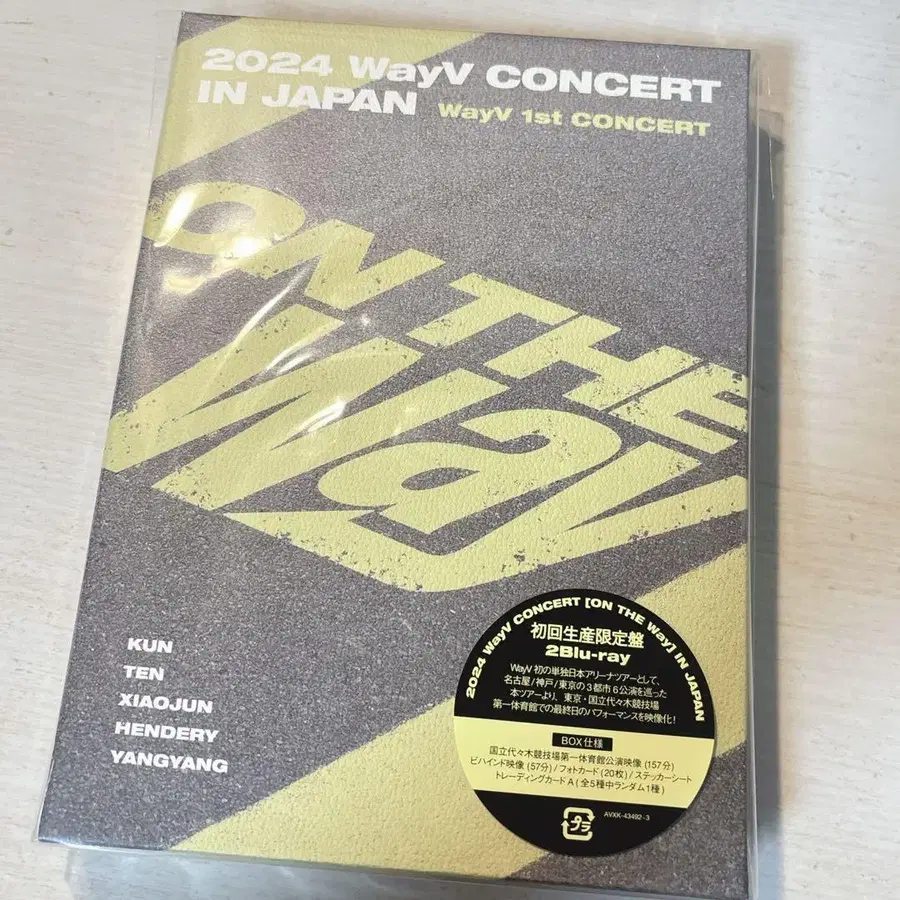 2024 WayV CONCERT
IN JAPAN WayV 1st CONCERT
ON THE
Way
KUN
TEN
XIAOJUN
HENDERY
YANGYANG
2024 WayV CONCERT [ON THE Way] IN JAPAN
初回生産限定盤
2Blu-ray
WayV 初の単独日本アリーナツアーとして、
名古屋/神戸/東京の3都市6公演を巡った
本ツアーより、東京・国立代々木競技場
第一体育館での最終日のパフォーマンスを映像化!
BOX仕様
国立代々木競技場第一体育館公演映像 (157分)
ビハインド映像 (57分) / フォトカード (20枚) / ステッカーシート
トレーディングカードA (全5種中ランダム1種)
プラ
AVXK-43492-3